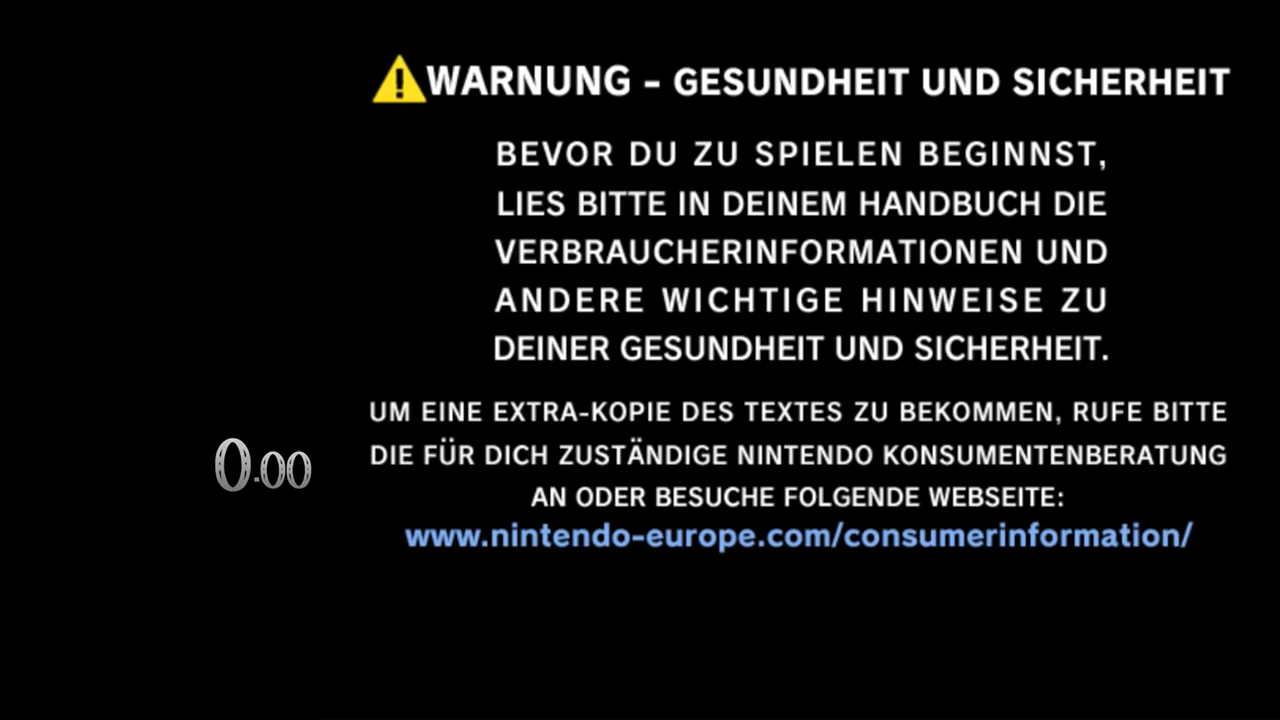 ⚠WARNUNG – GESUNDHEIT UND SICHERHEIT
BEVOR DU ZU SPIELEN BEGINNST,
LIES BITTE IN DEINEM HANDBUCH DIE
VERBRAUCHERINFORMATIONEN UND
ANDERE WICHTIGE HINWEISE ZU
DEINER GESUNDHEIT UND SICHERHEIT.
UM EINE EXTRA-KOPIE DES TEXTES ZU BEKOMMEN, RUFE BITTE
DIE FÜR DICH ZUSTÄNDIGE NINTENDO KONSUMENTENBERATUNG
AN ODER BESUCHE FOLGENDE WEBSEITE:
www.nintendo-europe.com/consumerinformation/
0.00